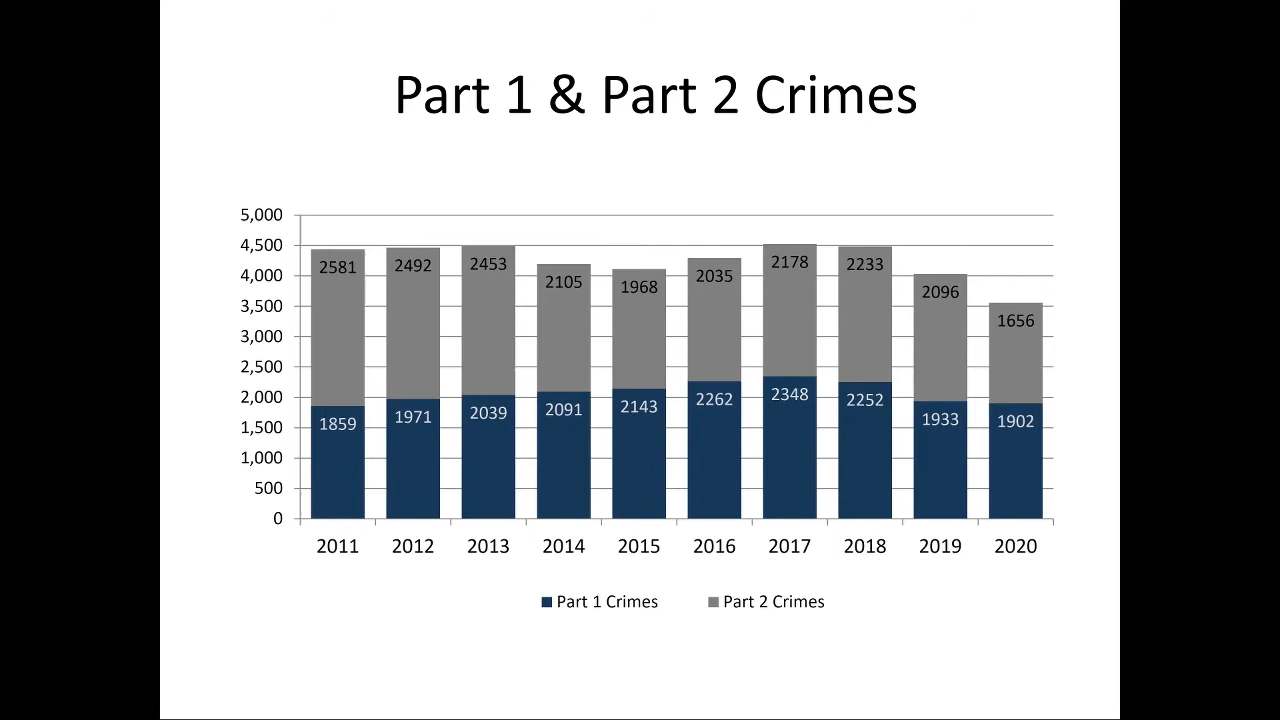 Part 1 & Part 2 Crimes
5,000
4,500
4,000
3,500
3,000
2,500
2,000
1,500
1,000
500
0
2581 2492 2453 2105 1968 2035 2178 2233 2096 1656
1859 1971 2039 2091 2143 2262 2348 2252 1933 1902
2011 2012 2013 2014 2015 2016 2017 2018 2019 2020
Part 1 Crimes Part 2 Crimes